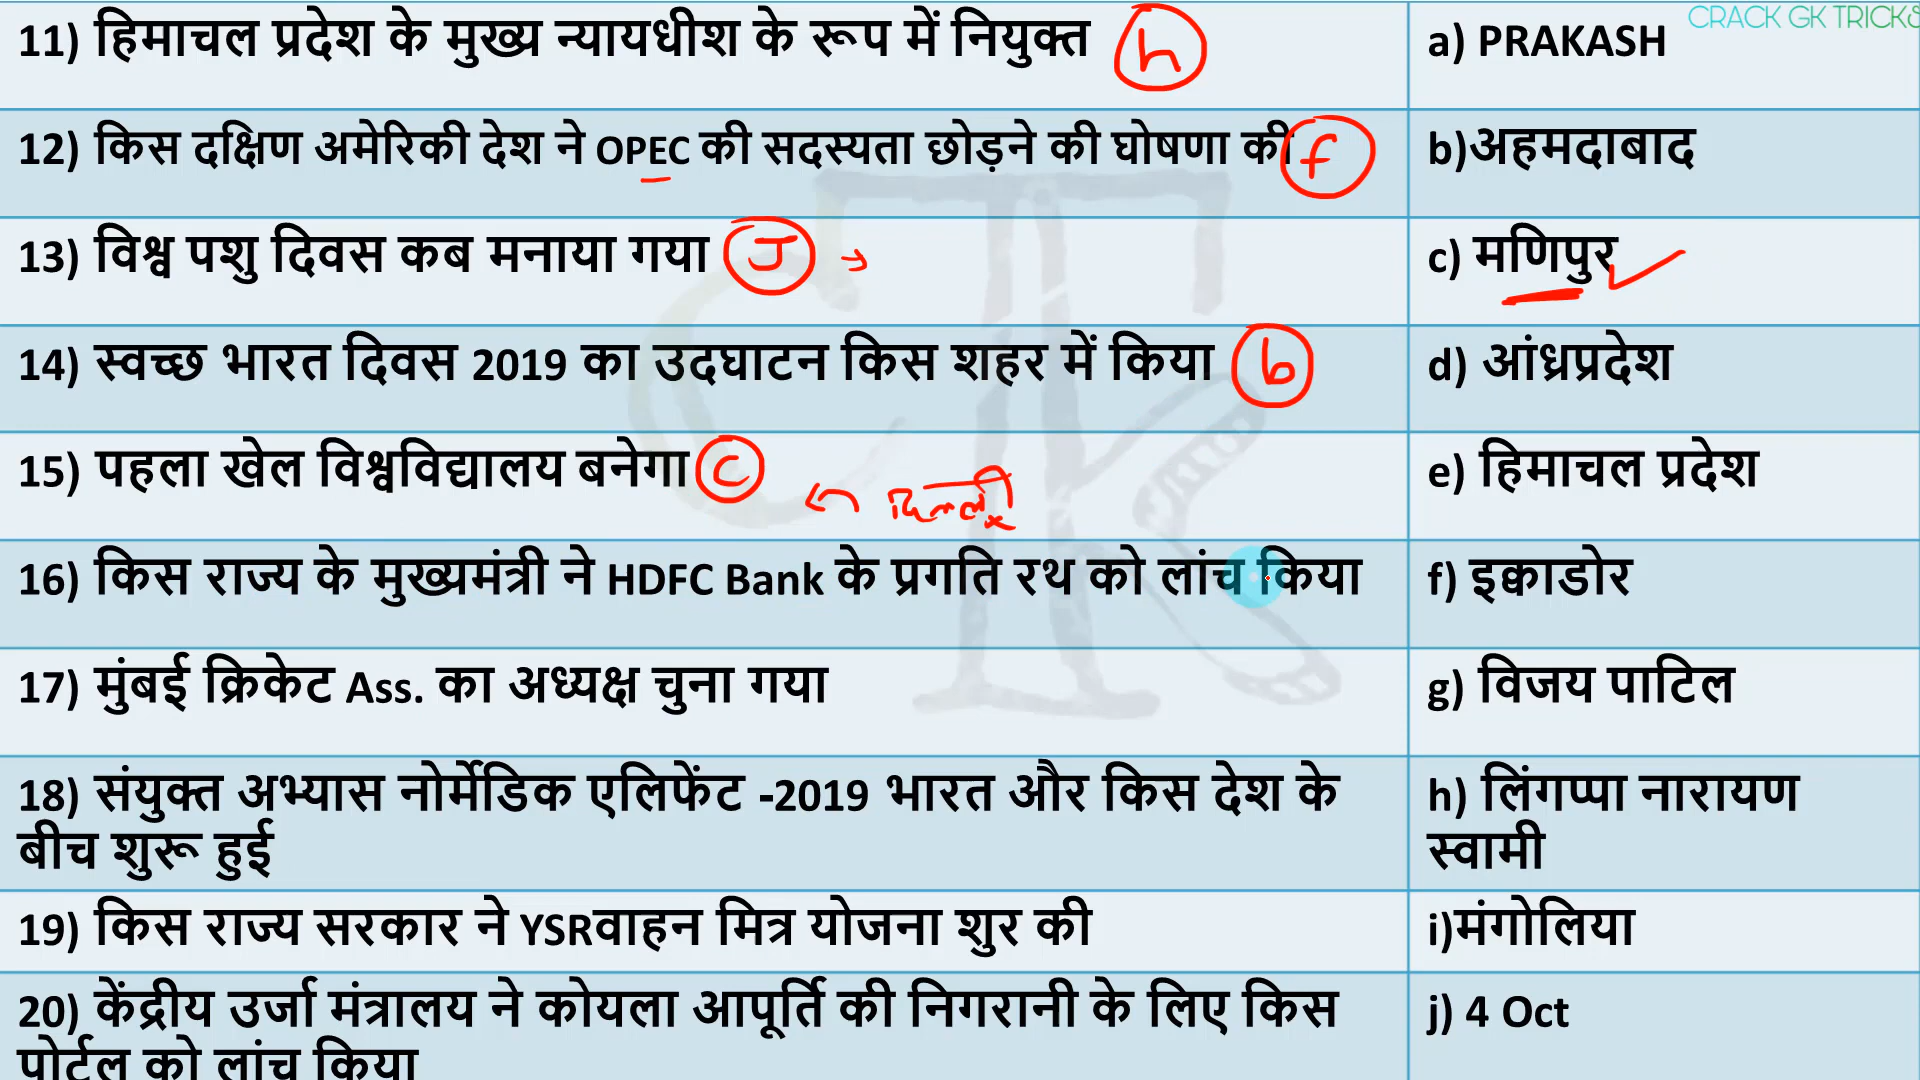 CRACK GK TRICKS
11) हिमाचल प्रदेश के मुख्य न्यायधीश के रूप में नियुक्त h
a) PRAKASH
12) किस दक्षिण अमेरिकी देश ने OPEC की सदस्यता छोड़ने की घोषणा की f
b)अहमदाबाद
13) विश्व पशु दिवस कब मनाया गया J
c) मणिपुर
14) स्वच्छ भारत दिवस 2019 का उदघाटन किस शहर में किया b
d) आंध्रप्रदेश
15) पहला खेल विश्वविद्यालय बनेगा c
e) हिमाचल प्रदेश
16) किस राज्य के मुख्यमंत्री ने HDFC Bank के प्रगति रथ को लांच किया
f) इक्वाडोर
17) मुंबई क्रिकेट Ass. का अध्यक्ष चुना गया
g) विजय पाटिल
18) संयुक्त अभ्यास नोर्मेडिक एलिफेंट -2019 भारत और किस देश के
बीच शुरू हुई
h) लिंगप्पा नारायण
स्वामी
19) किस राज्य सरकार ने YSRवाहन मित्र योजना शुर की
i)मंगोलिया
20) केंद्रीय उर्जा मंत्रालय ने कोयला आपूर्ति की निगरानी के लिए किस
पोर्टल को लांच किया
j) 4 Oct